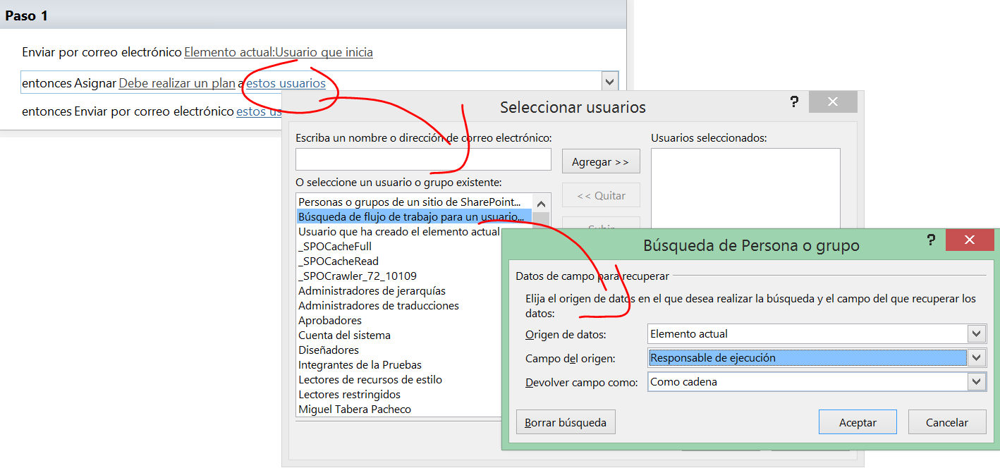 Paso 1
Enviar por correo electrónico Elemento actual:Usuario que inicia
entonces Asignar Debe realizar un plan a estos usuarios
entonces Enviar por correo electrónico estos us
Seleccionar usuarios
?
Escriba un nombre o dirección de correo electrónico:
Usuarios seleccionados:
Agregar >>
O seleccione un usuario o grupo existente:
<< Quitar
Personas o grupos de un sitio de SharePoint...
Búsqueda de flujo de trabajo para un usuario...
Subir
Usuario que ha creado el elemento actual
_SPOCacheFull
_SPOCacheRead
_SPOCrawler_72_10109
Administradores de jerarquías
Administradores de traducciones
Aprobadores
Cuenta del sistema
Diseñadores
Integrantes de la Pruebas
Lectores de recursos de estilo
Lectores restringidos
Miguel Tabera Pacheco
Búsqueda de Persona o grupo
?
Datos de campo para recuperar
Elija el origen de datos en el que desea realizar la búsqueda y el campo del que recuperar los
datos:
Origen de datos: Elemento actual
Campo del origen: Responsable de ejecución
Devolver campo como: Como cadena
Borrar búsqueda
Aceptar
Cancelar